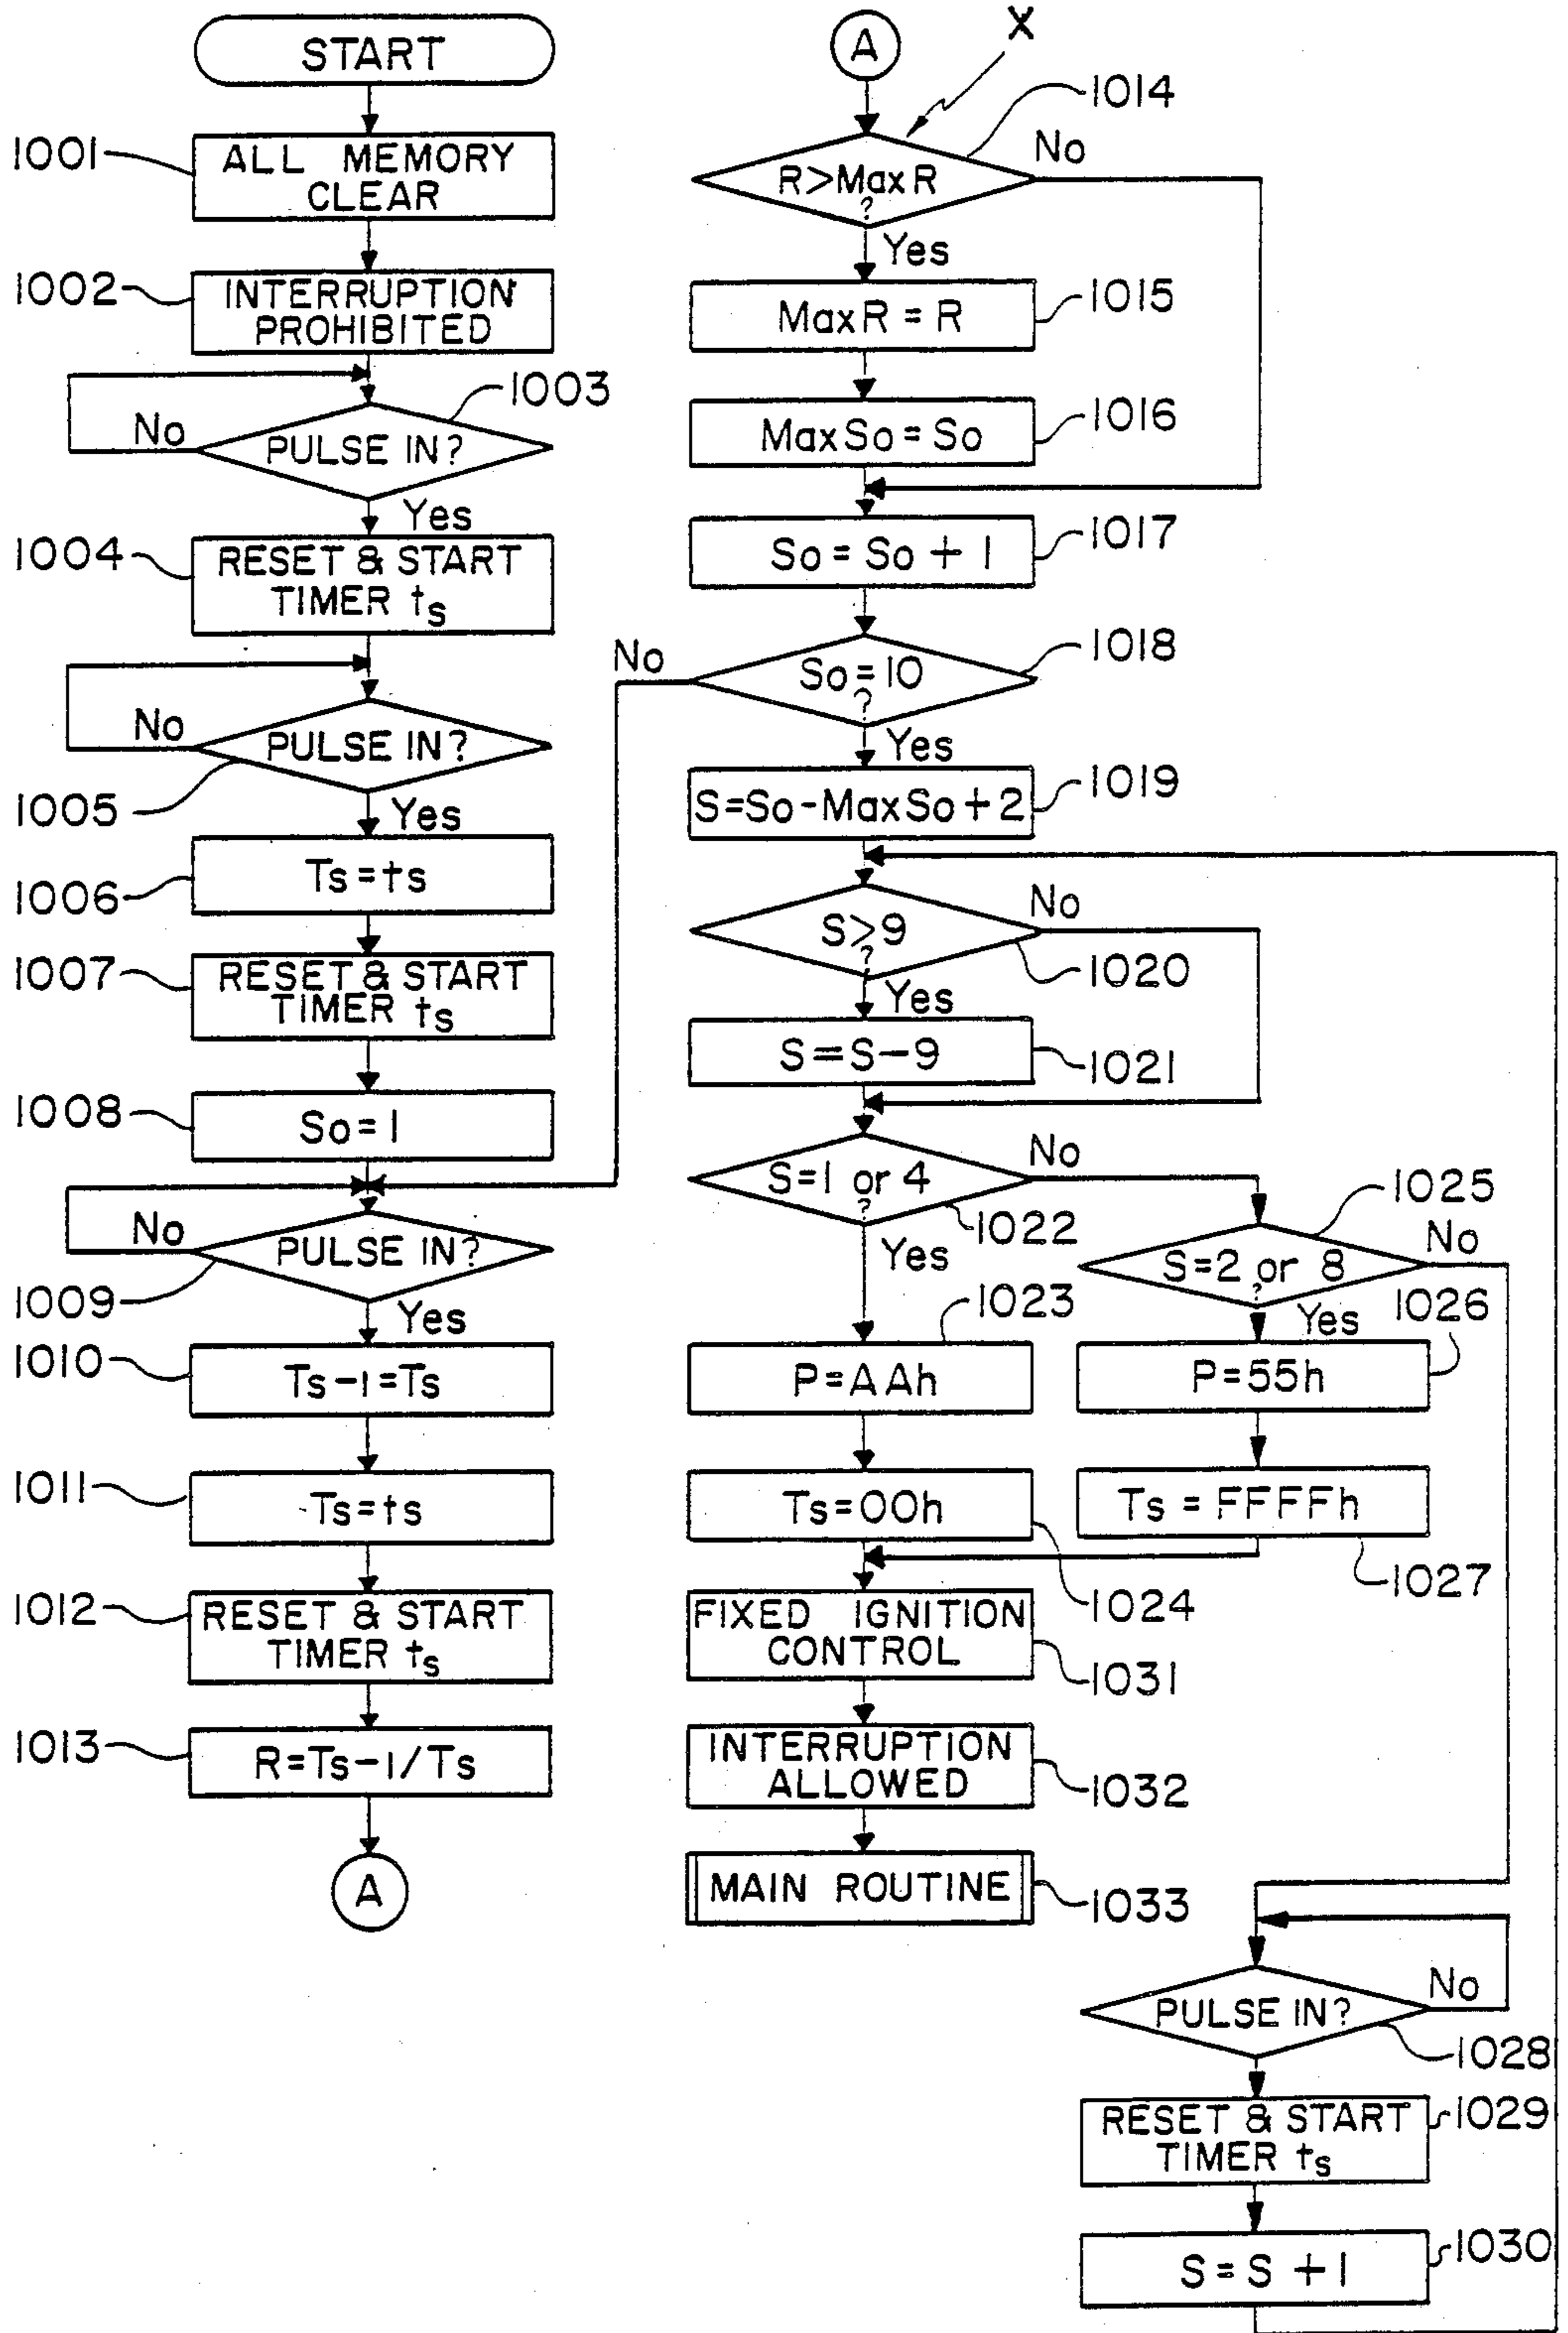 START
1001
ALL MEMORY
CLEAR
1002
INTERRUPTION
PROHIBITED
1003
No
PULSE IN?
Yes
1004
RESET & START
TIMER ts
No
PULSE IN?
1005
Yes
1006
Ts=ts
1007
RESET & START
TIMER ts
1008
So=1
No
PULSE IN?
1009
Yes
1010
Ts-1=Ts
1011
Ts=ts
1012
RESET & START
TIMER ts
1013
R=Ts-1/Ts
A
A
X
1014
R>MaxR
?
No
Yes
MaxR = R
1015
MaxSo = So
1016
So = So + 1
1017
No
So=10
?
1018
Yes
S=So-MaxSo+2
1019
S>9
?
No
1020
Yes
S=S-9
1021
S=1 or 4
?
No
1022
Yes
1025
S=2 or 8
?
No
Yes
1023
P=AAh
1026
P=55h
Ts=00h
1024
Ts = FFFFh
1027
FIXED IGNITION
CONTROL
1031
INTERRUPTION
ALLOWED
1032
MAIN ROUTINE
1033
PULSE IN?
No
1028
RESET & START
TIMER ts
1029
S = S + 1
1030